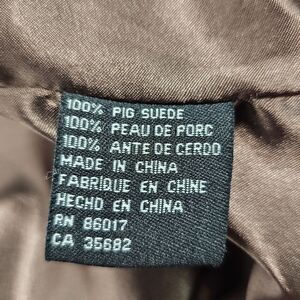 100% PIG SUEDE
100% PEAU DE PORC
100% ANTE DE CERDO
MADE IN CHINA
FABRIQUE EN CHINE
HECHO EN CHINA
RN 86017
CA 35682